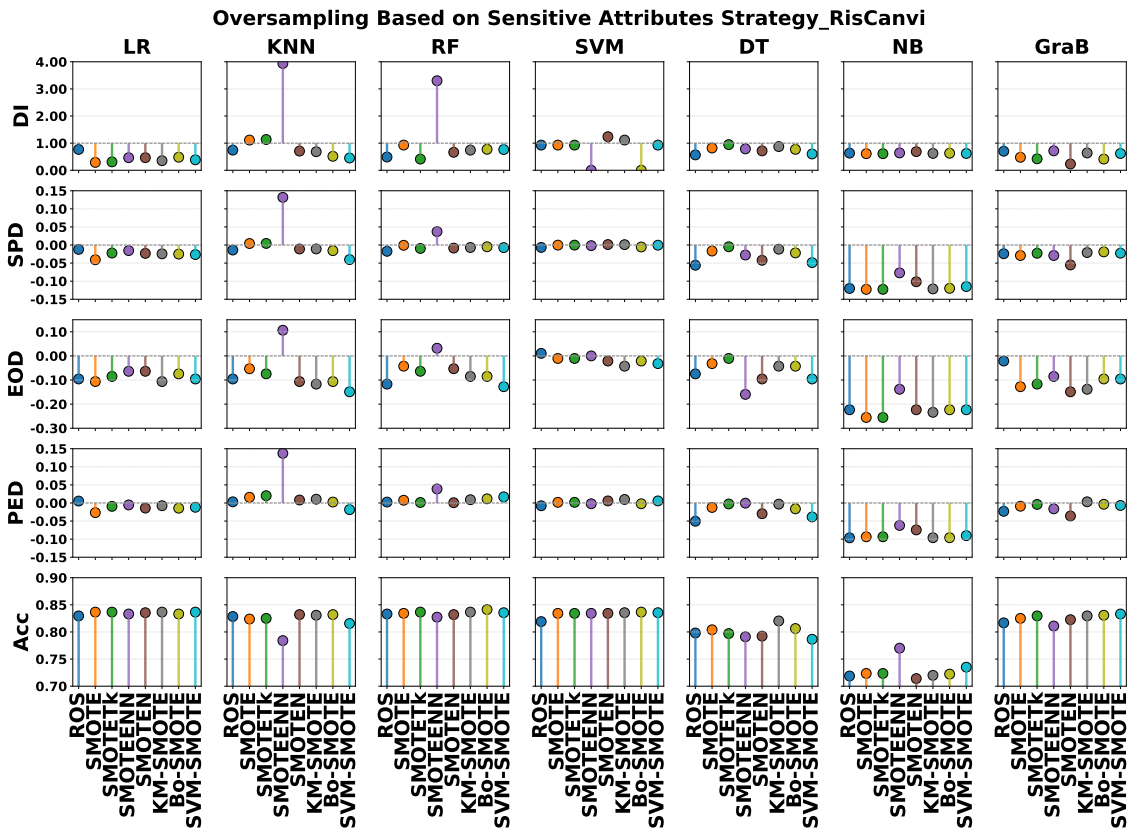 Oversampling Based on Sensitive Attributes Strategy_RisCanvi
LR KNN RF SVM DT NB GraB
DI
4.00
3.00
2.00
1.00
0.00
SPD
0.15
0.10
0.05
0.00
-0.05
-0.10
-0.15
EOD
0.10
0.00
-0.10
-0.20
-0.30
PED
0.15
0.10
0.05
0.00
-0.05
-0.10
-0.15
Acc
0.90
0.85
0.80
0.75
0.70
ROS SMOTE SMOTETk SMOTEENN SMOTEN KM-SMOTE Bo-SMOTE SVM-SMOTE
ROS SMOTE SMOTETk SMOTEENN SMOTEN KM-SMOTE Bo-SMOTE SVM-SMOTE
ROS SMOTE SMOTETk SMOTEENN SMOTEN KM-SMOTE Bo-SMOTE SVM-SMOTE
ROS SMOTE SMOTETk SMOTEENN SMOTEN KM-SMOTE Bo-SMOTE SVM-SMOTE
ROS SMOTE SMOTETk SMOTEENN SMOTEN KM-SMOTE Bo-SMOTE SVM-SMOTE
ROS SMOTE SMOTETk SMOTEENN SMOTEN KM-SMOTE Bo-SMOTE SVM-SMOTE
ROS SMOTE SMOTETk SMOTEENN SMOTEN KM-SMOTE Bo-SMOTE SVM-SMOTE